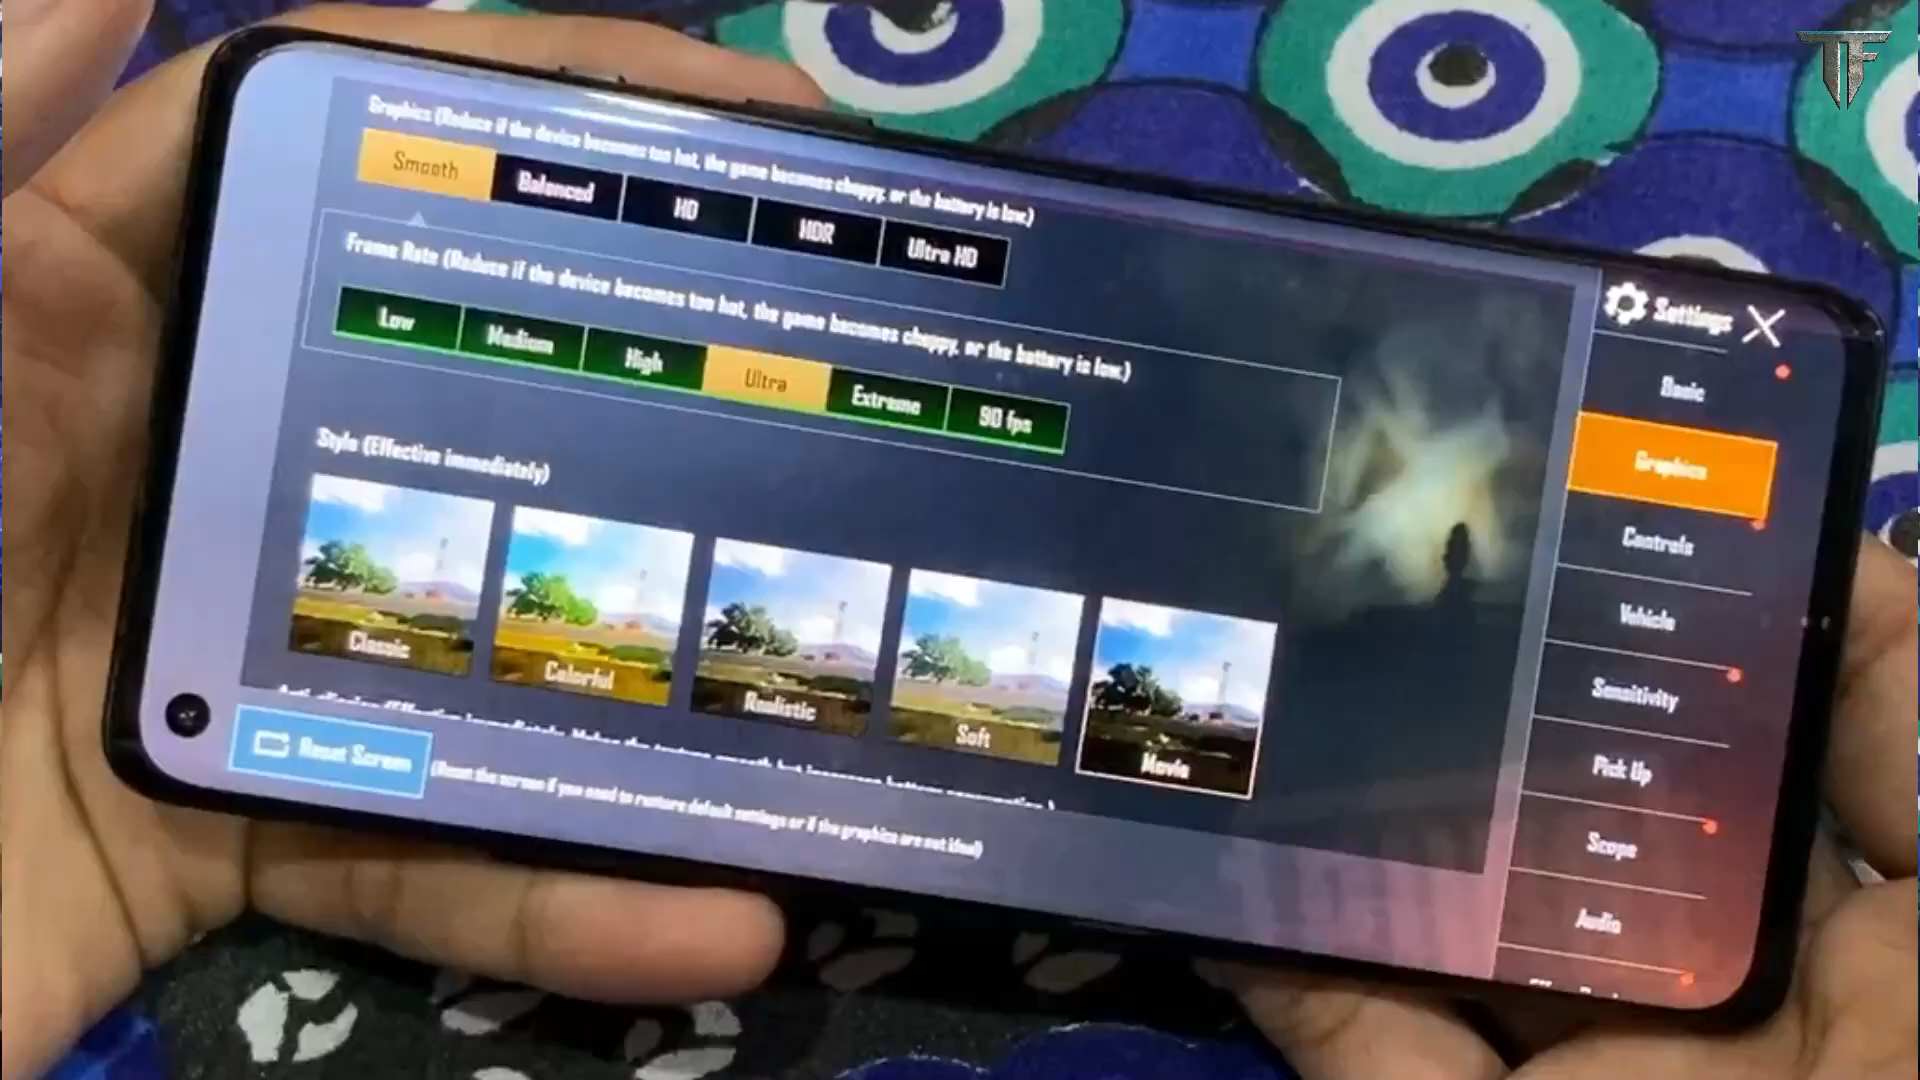 TF
Graphics (Reduce if the device becomes too hot, the game becomes choppy, or the battery is low.)
Smooth Balanced HD HDR Ultra HD
Frame Rate (Reduce if the device becomes too hot, the game becomes choppy, or the battery is low.)
Low Medium High Ultra Extreme 90 fps
Style (Effective immediately)
Classic Colorful Realistic Soft Movie
Reset Screen
(Reset the screen if you need to restore default settings or if the graphics are not ideal)
Settings
Basic
Graphics
Controls
Vehicle
Sensitivity
Pick Up
Scope
Audio